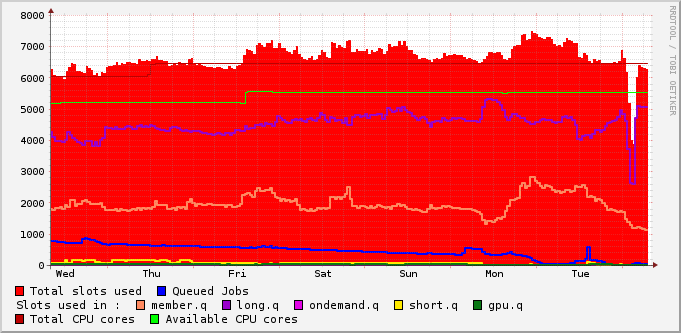 8000
7000
6000
5000
4000
3000
2000
1000
0
Wed Thu Fri Sat Sun Mon Tue
RRDTOOL / TOBI OETIKER
Total slots used Queued Jobs
Slots used in : member.q long.q ondemand.q short.q gpu.q
Total CPU cores Available CPU cores